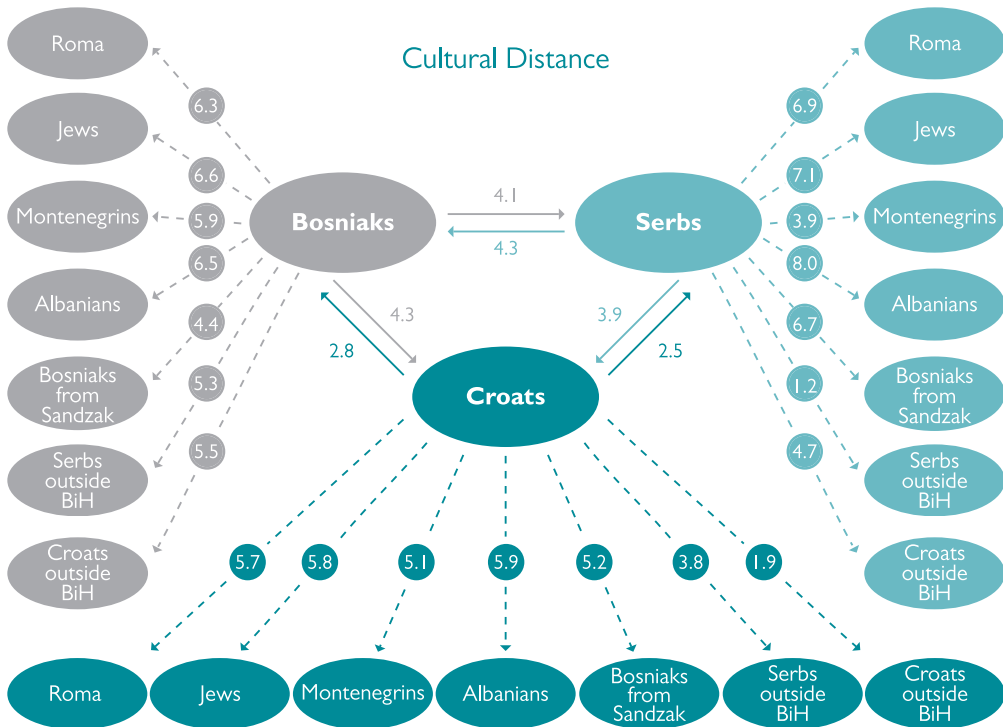 Cultural Distance
Roma
Jews
Montenegrins
Albanians
Bosniaks
from
Sandzak
Serbs
outside
BiH
Croats
outside
BiH
6.3
6.6
5.9
6.5
4.4
5.3
5.5
Bosniaks
4.1
4.3
Serbs
4.3
2.8
3.9
2.5
Croats
6.9
7.1
3.9
8.0
6.7
1.2
4.7
Roma
Jews
Montenegrins
Albanians
Bosniaks
from
Sandzak
Serbs
outside
BiH
Croats
outside
BiH
5.7
5.8
5.1
5.9
5.2
3.8
1.9
Roma
Jews
Montenegrins
Albanians
Bosniaks
from
Sandzak
Serbs
outside
BiH
Croats
outside
BiH